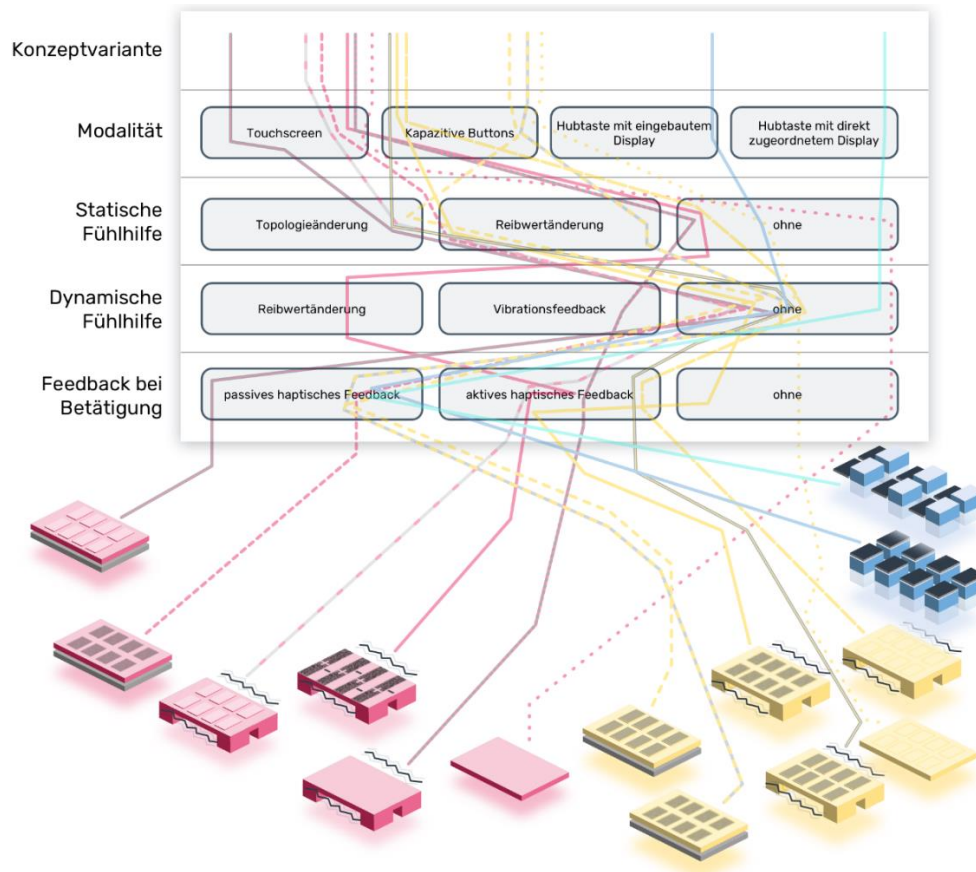 Konzeptvariante
Modalität
Touchscreen
Kapazitive Buttons
Hubtaste mit eingebautem
Display
Hubtaste mit direkt
zugeordnetem Display
Statische
Fühlhilfe
Topologieänderung
Reibwertänderung
ohne
Dynamische
Fühlhilfe
Reibwertänderung
Vibrationsfeedback
ohne
Feedback bei
Betätigung
passives haptisches Feedback
aktives haptisches Feedback
ohne